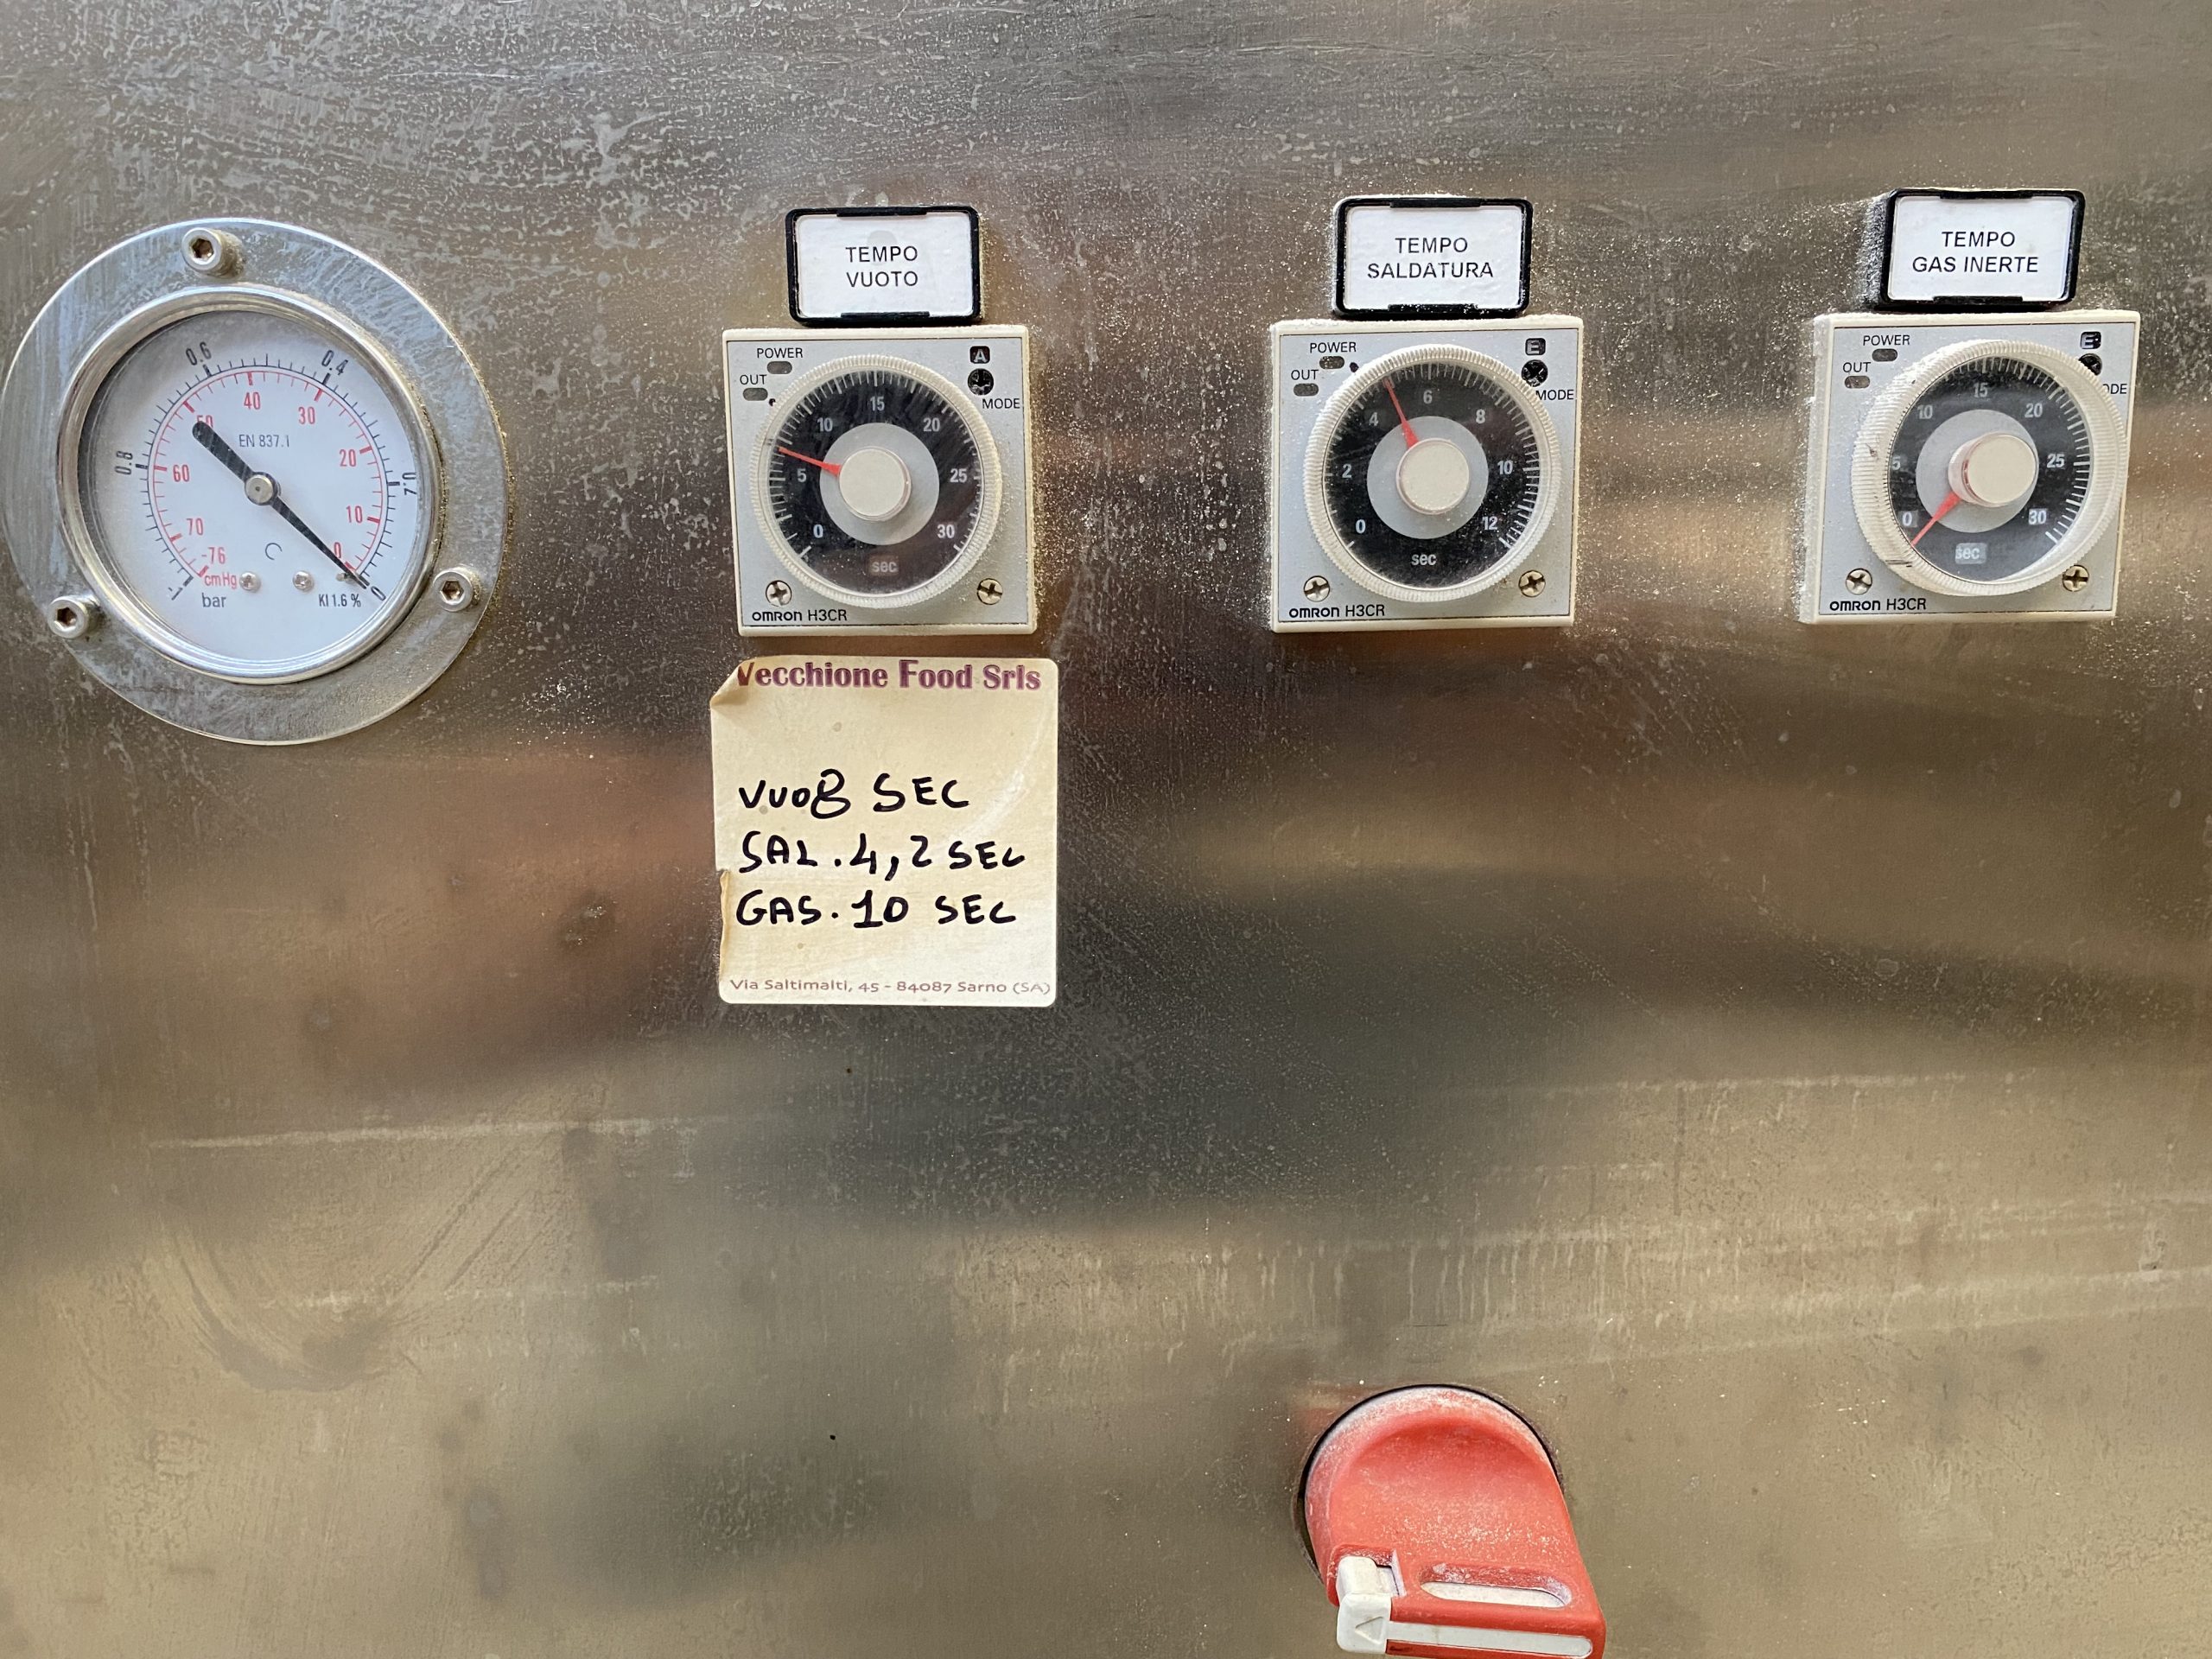 0.6
0.4
50 40 30
EN 837.1
0.8
60
20
0.2
70
10
-76
0
cmHg
-1
0
bar
KI 1.6 %
TEMPO
VUOTO
POWER
A
OUT
MODE
15
10 20
5 25
0 30
sec
OMRON H3CR
TEMPO
SALDATURA
POWER
E
OUT
MODE
6
4 8
2 10
0 12
sec
OMRON H3CR
TEMPO
GAS INERTE
POWER
E
OUT
ODE
15
10 20
5 25
0 30
sec
OMRON H3CR
Vecchione Food Srls
VUO8 SEC
SAL. 4,2 SEC
GAS. 10 SEC
Via Saltimalti, 45 - 84087 Sarno (SA)